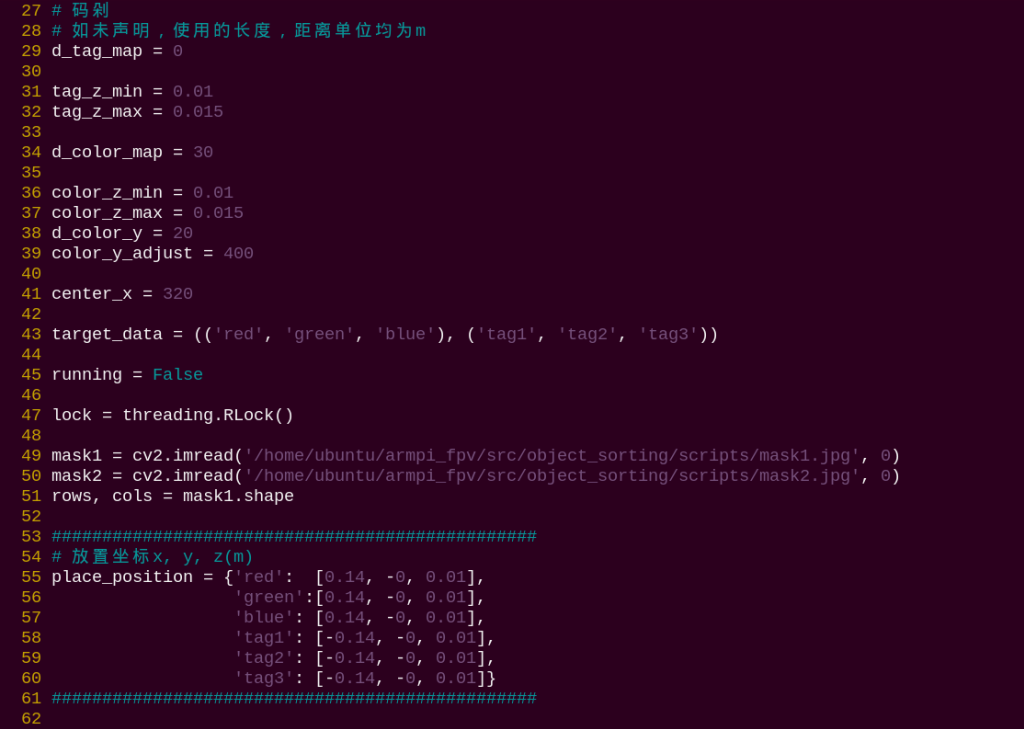 27 # 码剁
28 # 如未声明，使用的长度，距离单位均为m
29 d_tag_map = 0
30
31 tag_z_min = 0.01
32 tag_z_max = 0.015
33
34 d_color_map = 30
35
36 color_z_min = 0.01
37 color_z_max = 0.015
38 d_color_y = 20
39 color_y_adjust = 400
40
41 center_x = 320
42
43 target_data = (('red', 'green', 'blue'), ('tag1', 'tag2', 'tag3'))
44
45 running = False
46
47 lock = threading.RLock()
48
49 mask1 = cv2.imread('/home/ubuntu/armpi_fpv/src/object_sorting/scripts/mask1.jpg', 0)
50 mask2 = cv2.imread('/home/ubuntu/armpi_fpv/src/object_sorting/scripts/mask2.jpg', 0)
51 rows, cols = mask1.shape
52
53 ################################################
54 # 放置坐标x, y, z(m)
55 place_position = {'red':  [0.14, -0, 0.01],
56                   'green':[0.14, -0, 0.01],
57                   'blue': [0.14, -0, 0.01],
58                   'tag1': [-0.14, -0, 0.01],
59                   'tag2': [-0.14, -0, 0.01],
60                   'tag3': [-0.14, -0, 0.01]}
61 ################################################
62